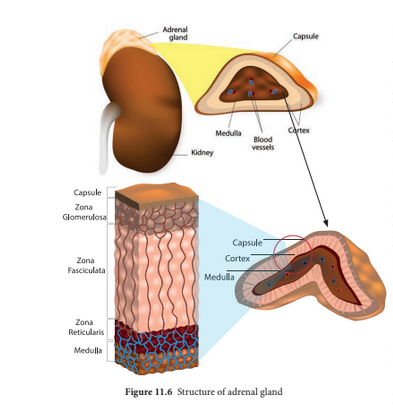 Adrenal
gland
Capsule
Medulla
Blood
vessels
Cortex
Kidney
Capsule
Zona
Glomerulosa
Zona
Fasciculata
Zona
Reticularis
Medulla
Capsule
Cortex
Medulla
Figure 11.6 Structure of adrenal gland